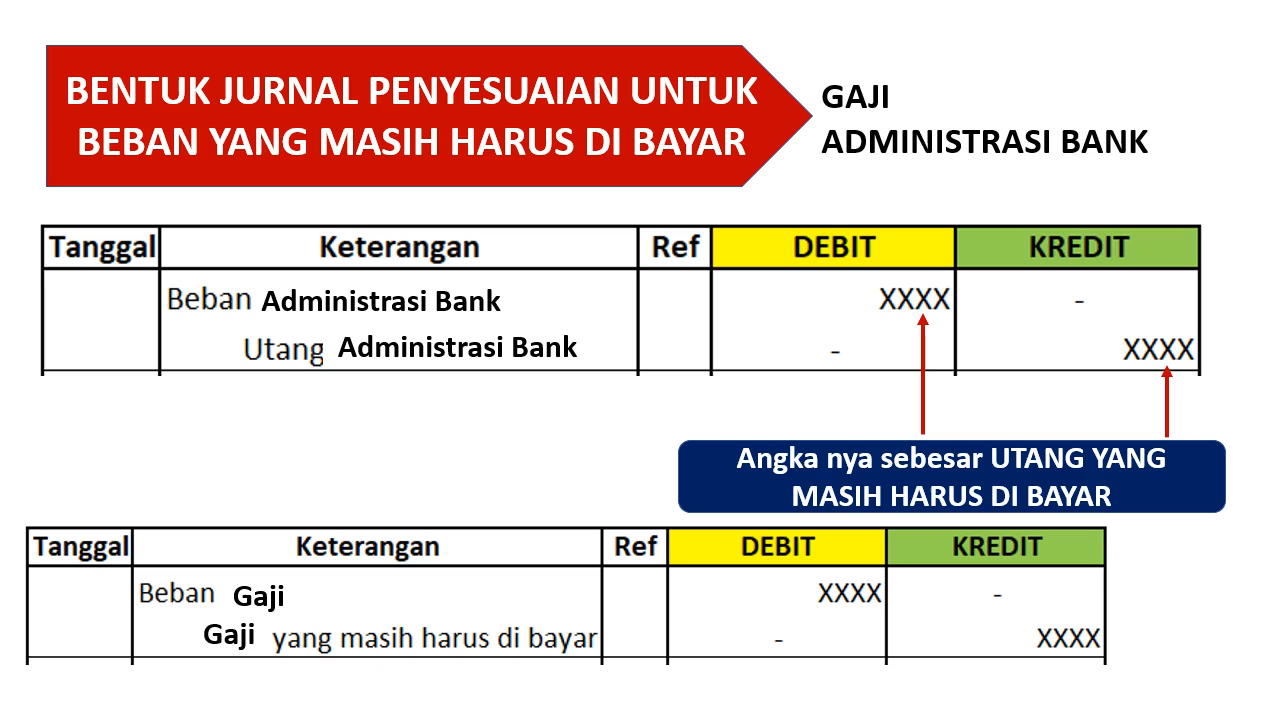 BENTUK JURNAL PENYESUAIAN UNTUK
BEBAN YANG MASIH HARUS DI BAYAR
GAJI
ADMINISTRASI BANK
Tanggal Keterangan Ref DEBIT KREDIT
Beban Administrasi Bank XXXX -
Utang Administrasi Bank - XXXX
Angka nya sebesar UTANG YANG
MASIH HARUS DI BAYAR
Tanggal Keterangan Ref DEBIT KREDIT
Beban Gaji XXXX -
Gaji yang masih harus di bayar - XXXX